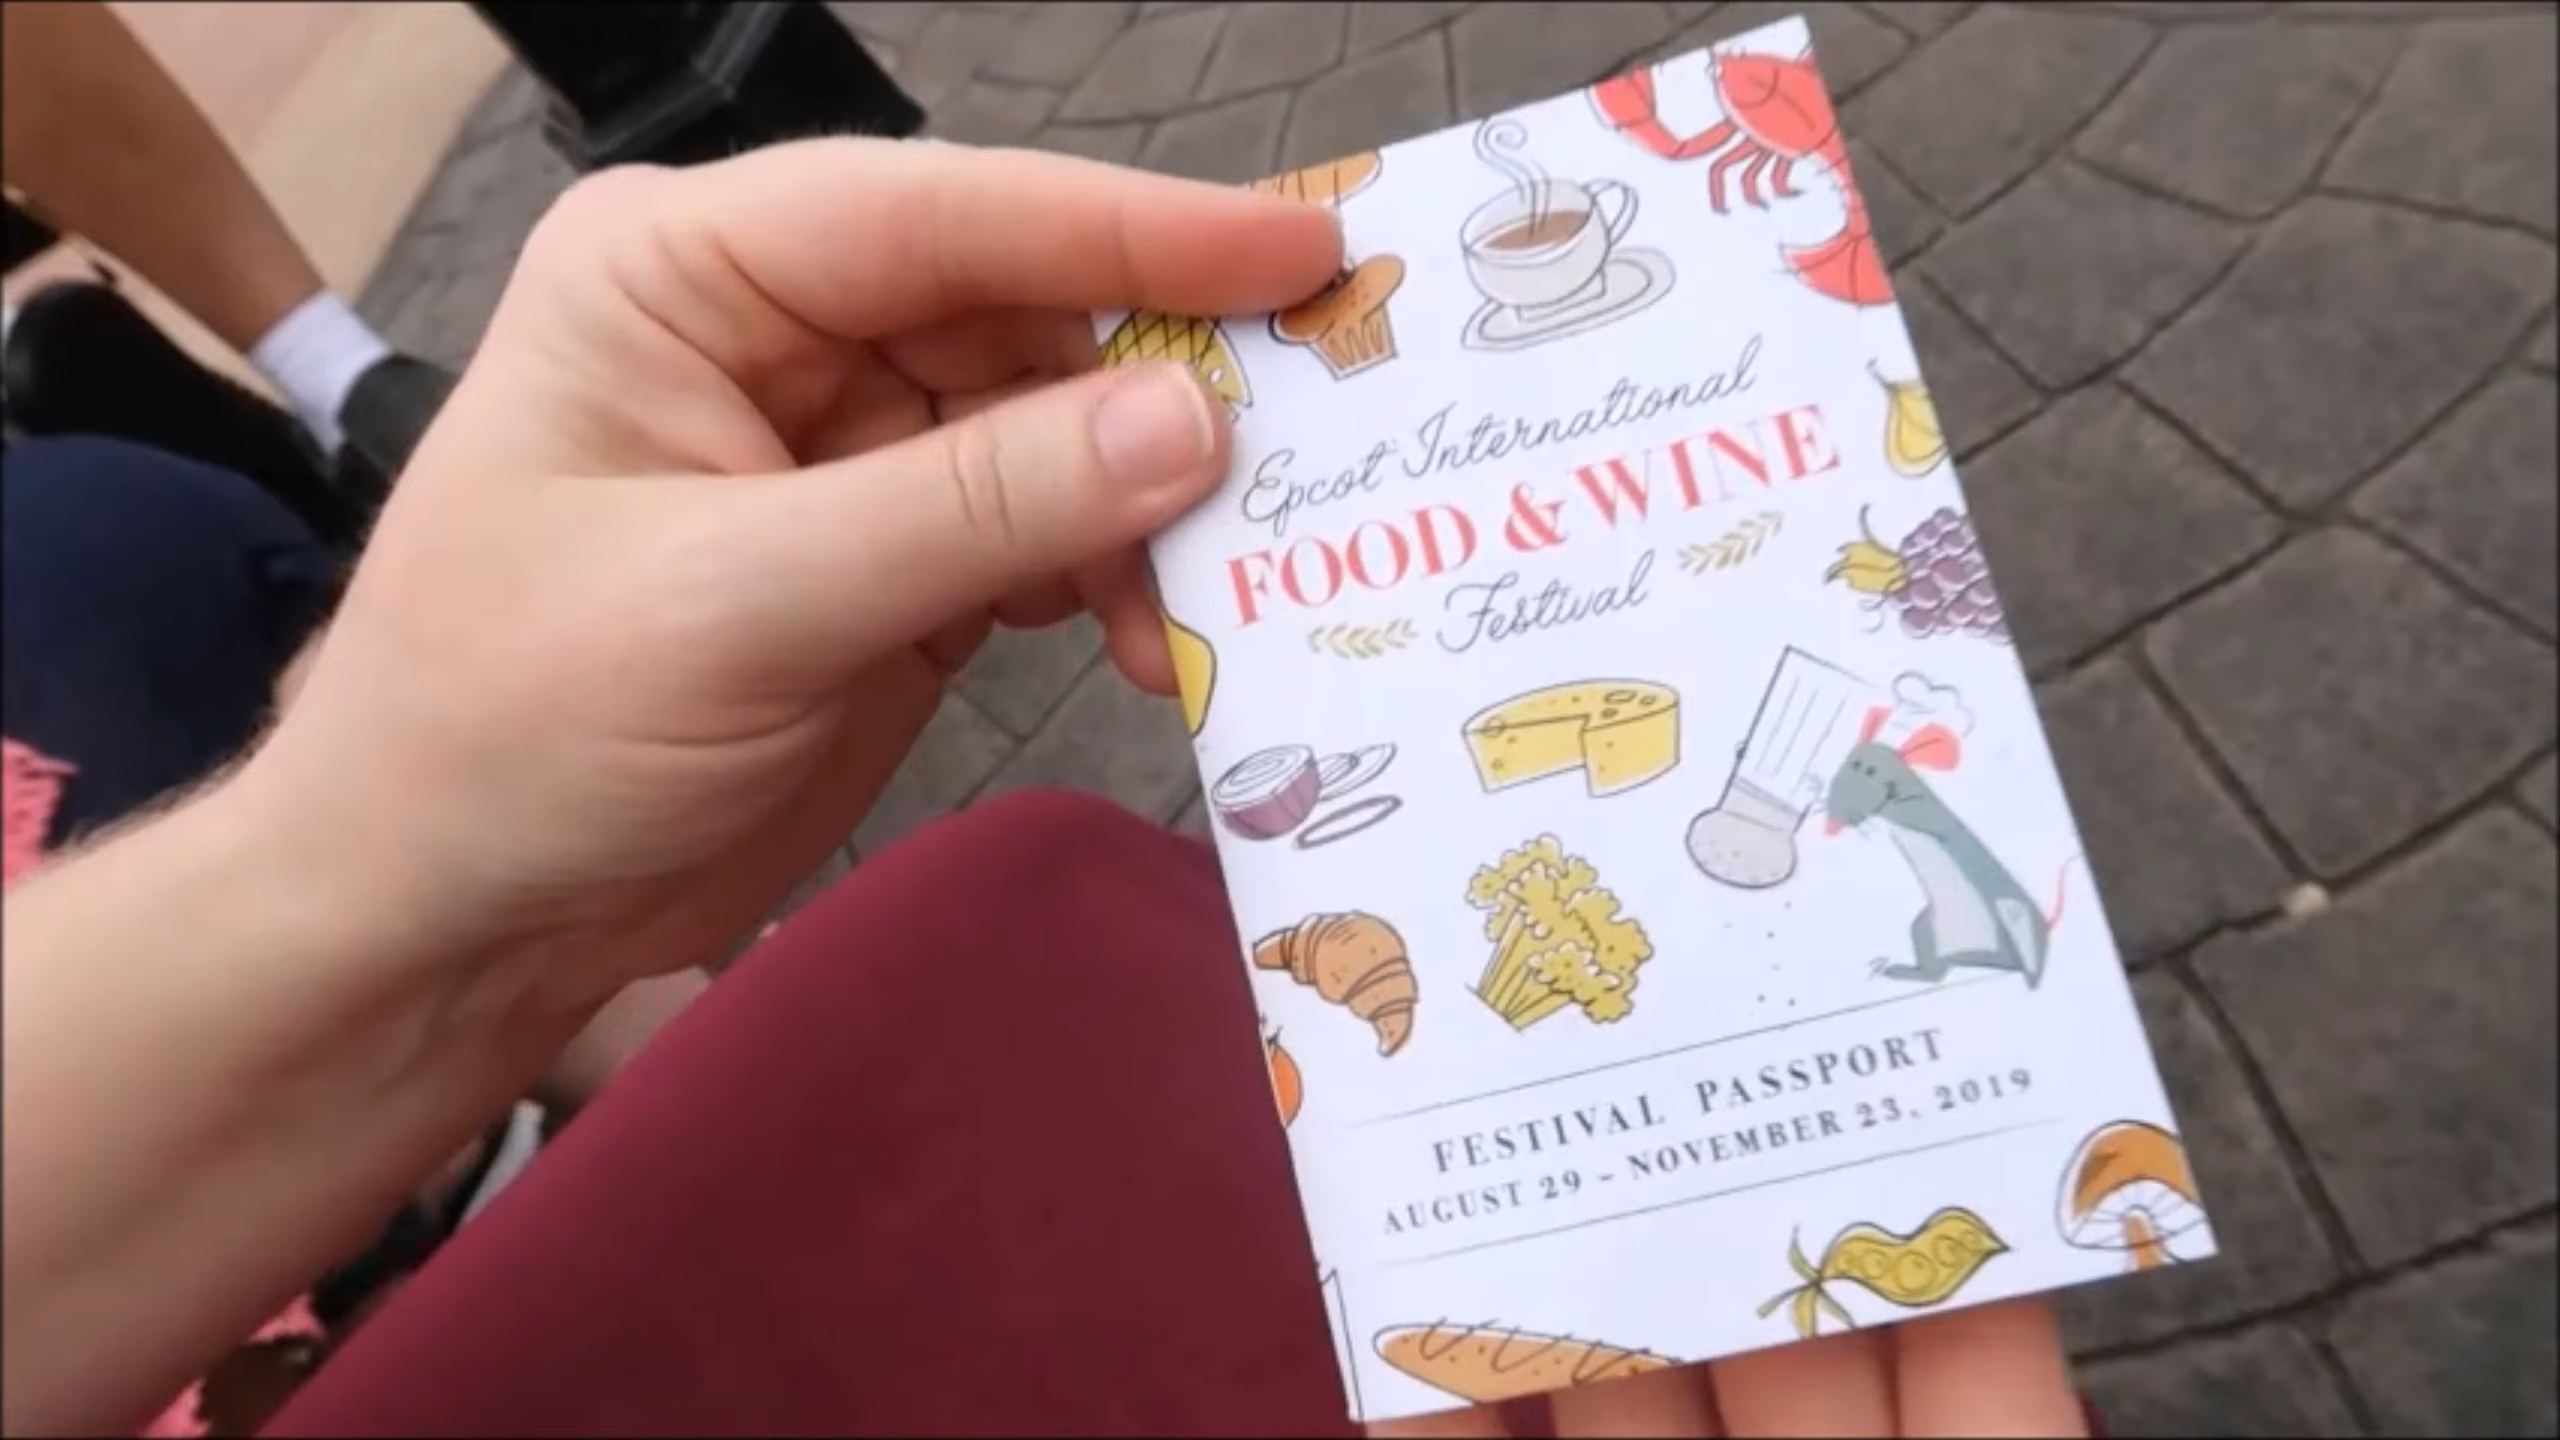 Epcot International
FOOD & WINE
Festival
FESTIVAL PASSPORT
AUGUST 29 - NOVEMBER 23, 2019